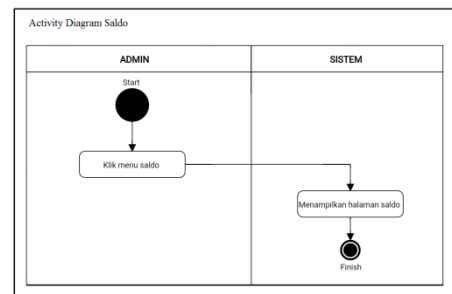 Activity Diagram Saldo
ADMIN
SISTEM
Start
Klik menu saldo
Menampilkan halaman saldo
Finish